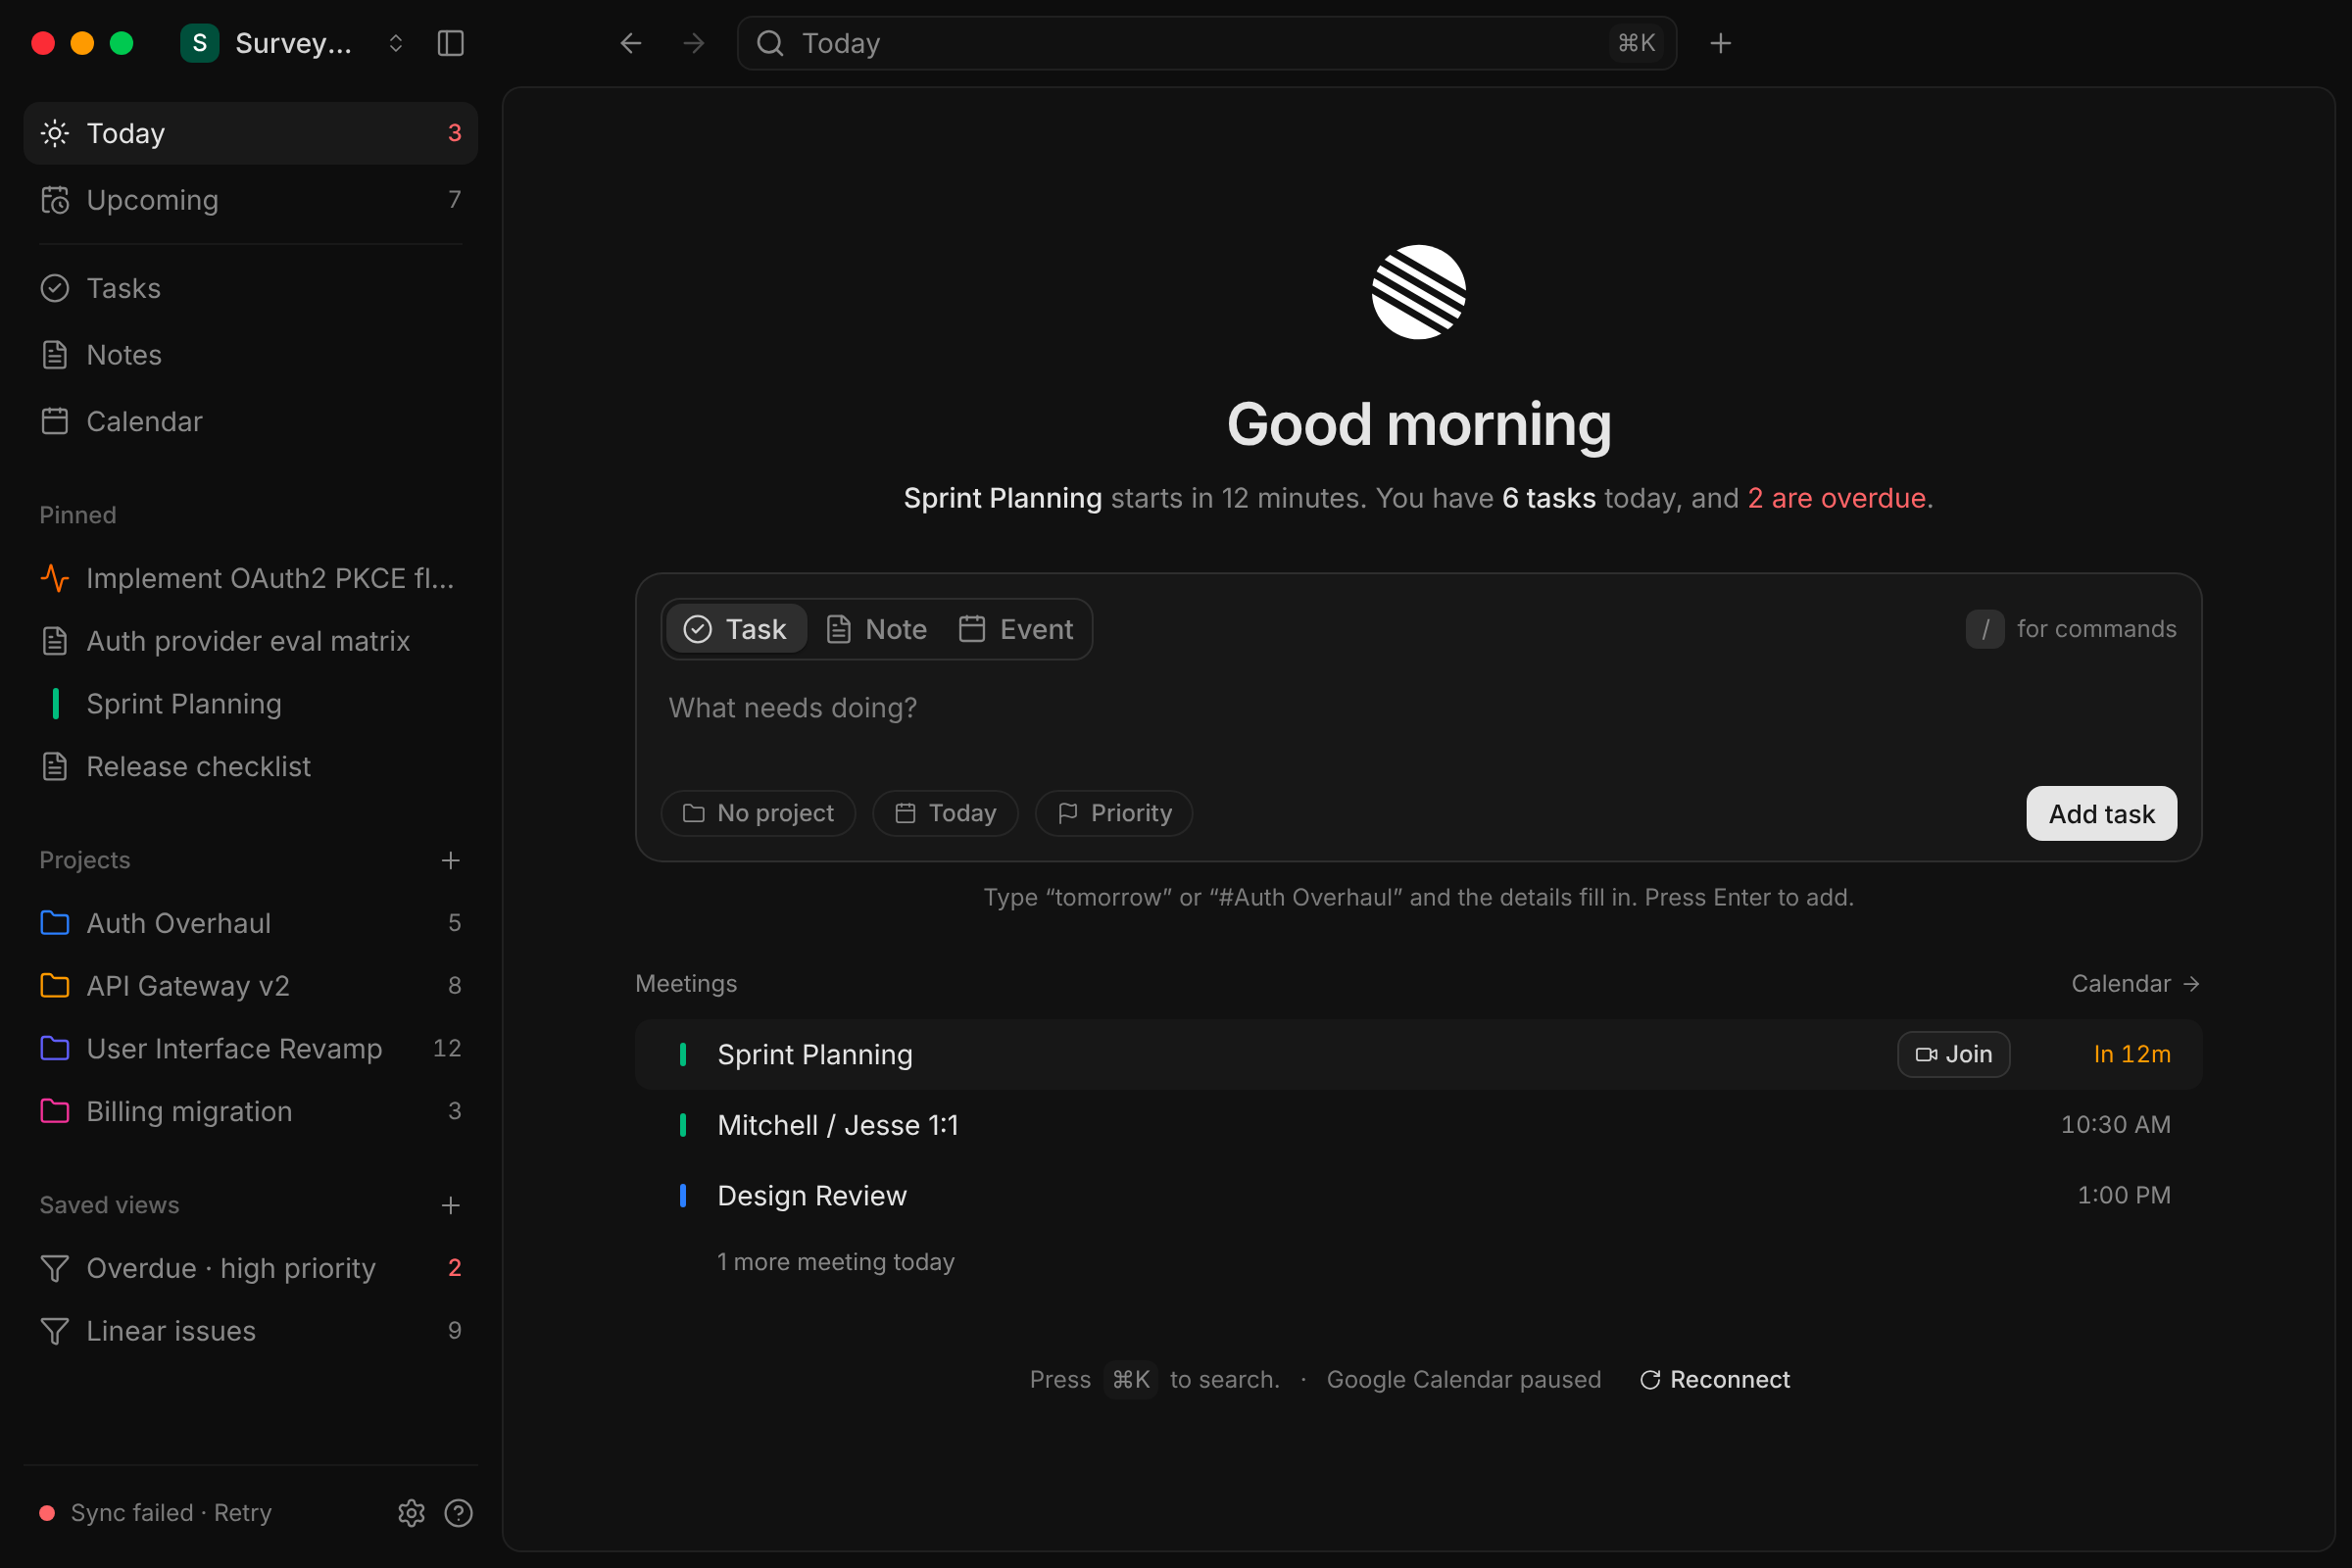 S Survey...
Today ⌘K
Today 3
Upcoming 7
Tasks
Notes
Calendar
Pinned
Implement OAuth2 PKCE fl...
Auth provider eval matrix
Sprint Planning
Release checklist
Projects
Auth Overhaul 5
API Gateway v2 8
User Interface Revamp 12
Billing migration 3
Saved views
Overdue · high priority 2
Linear issues 9
Sync failed · Retry
Good morning
Sprint Planning starts in 12 minutes. You have 6 tasks today, and 2 are overdue.
Task Note Event / for commands
What needs doing?
No project Today Priority Add task
Type “tomorrow” or “#Auth Overhaul” and the details fill in. Press Enter to add.
Meetings Calendar →
Sprint Planning Join In 12m
Mitchell / Jesse 1:1 10:30 AM
Design Review 1:00 PM
1 more meeting today
Press ⌘K to search. · Google Calendar paused Reconnect